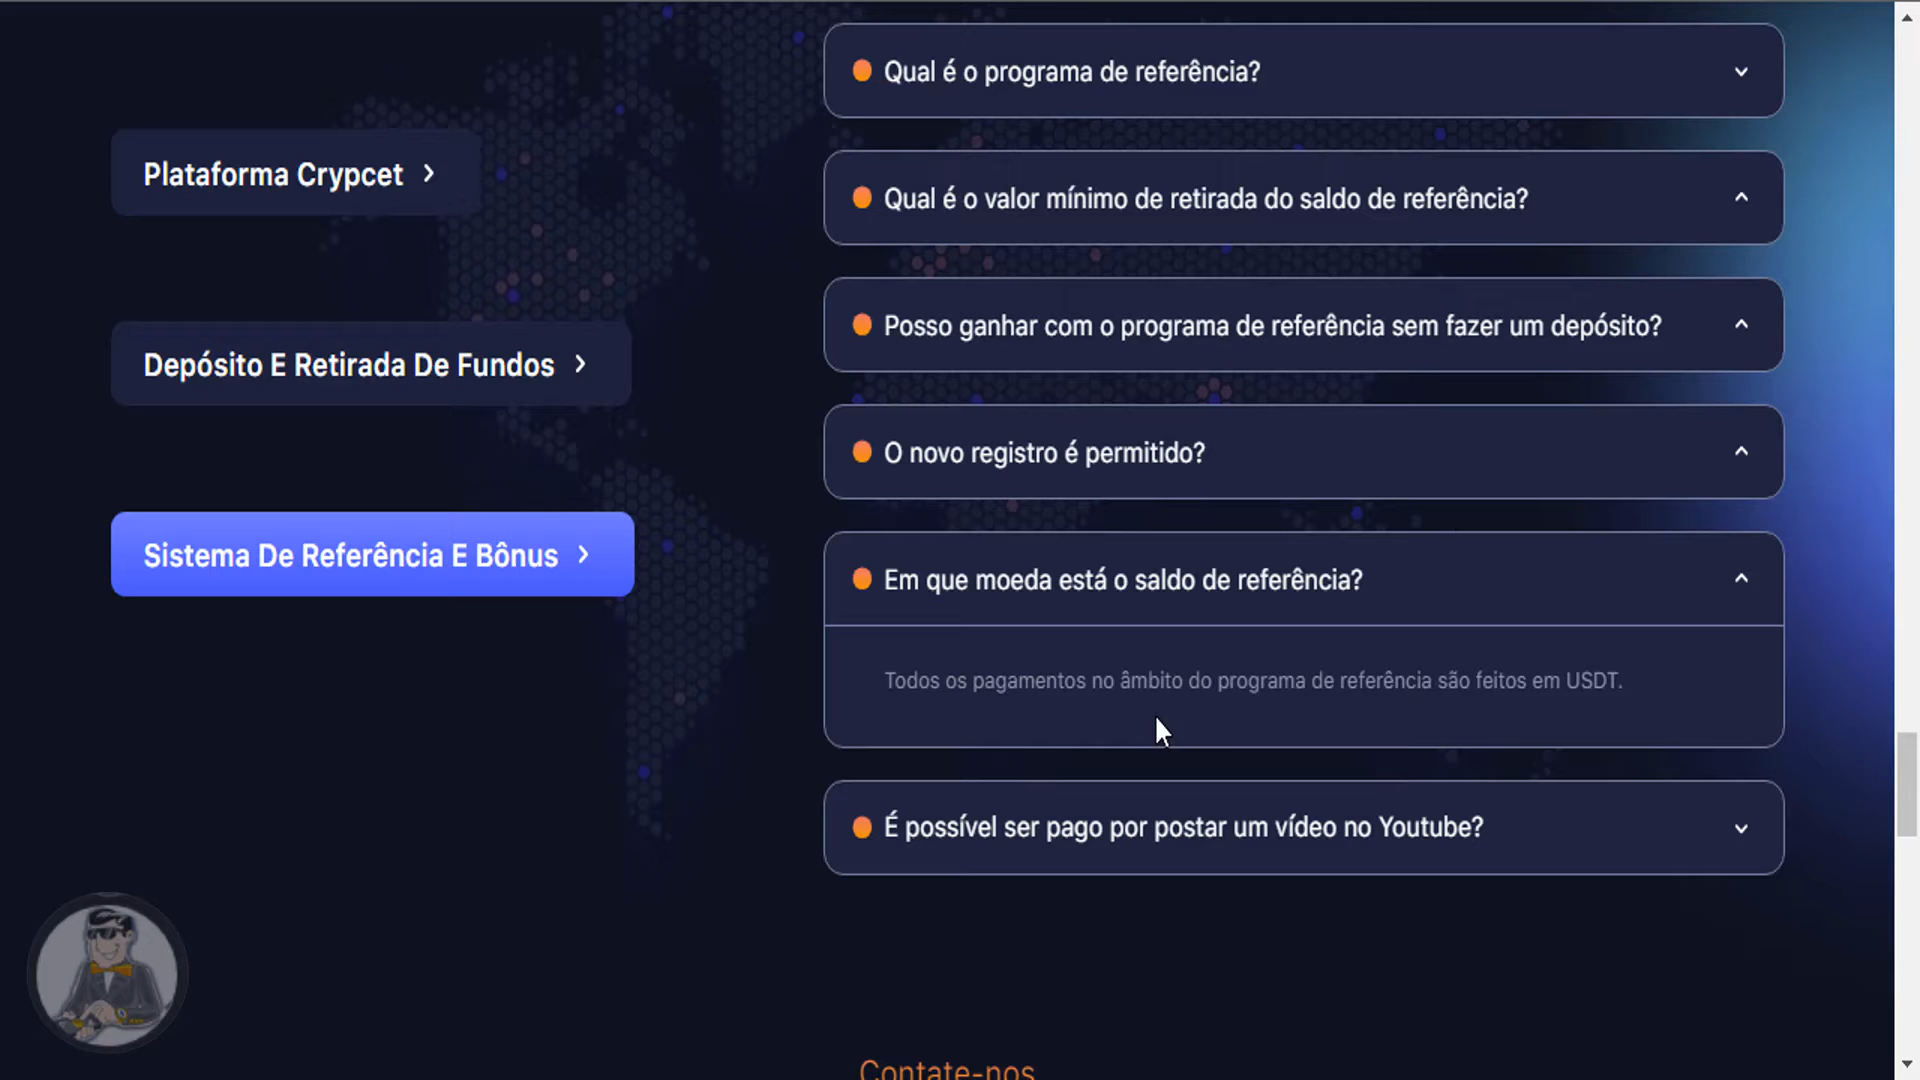 Qual é o programa de referência?
Plataforma Crypcet
Qual é o valor mínimo de retirada do saldo de referência?
Posso ganhar com o programa de referência sem fazer um depósito?
Depósito E Retirada De Fundos
O novo registro é permitido?
Sistema De Referência E Bônus
Em que moeda está o saldo de referência?
Todos os pagamentos no âmbito do programa de referência são feitos em USDT.
É possível ser pago por postar um vídeo no Youtube?
Contate-nos